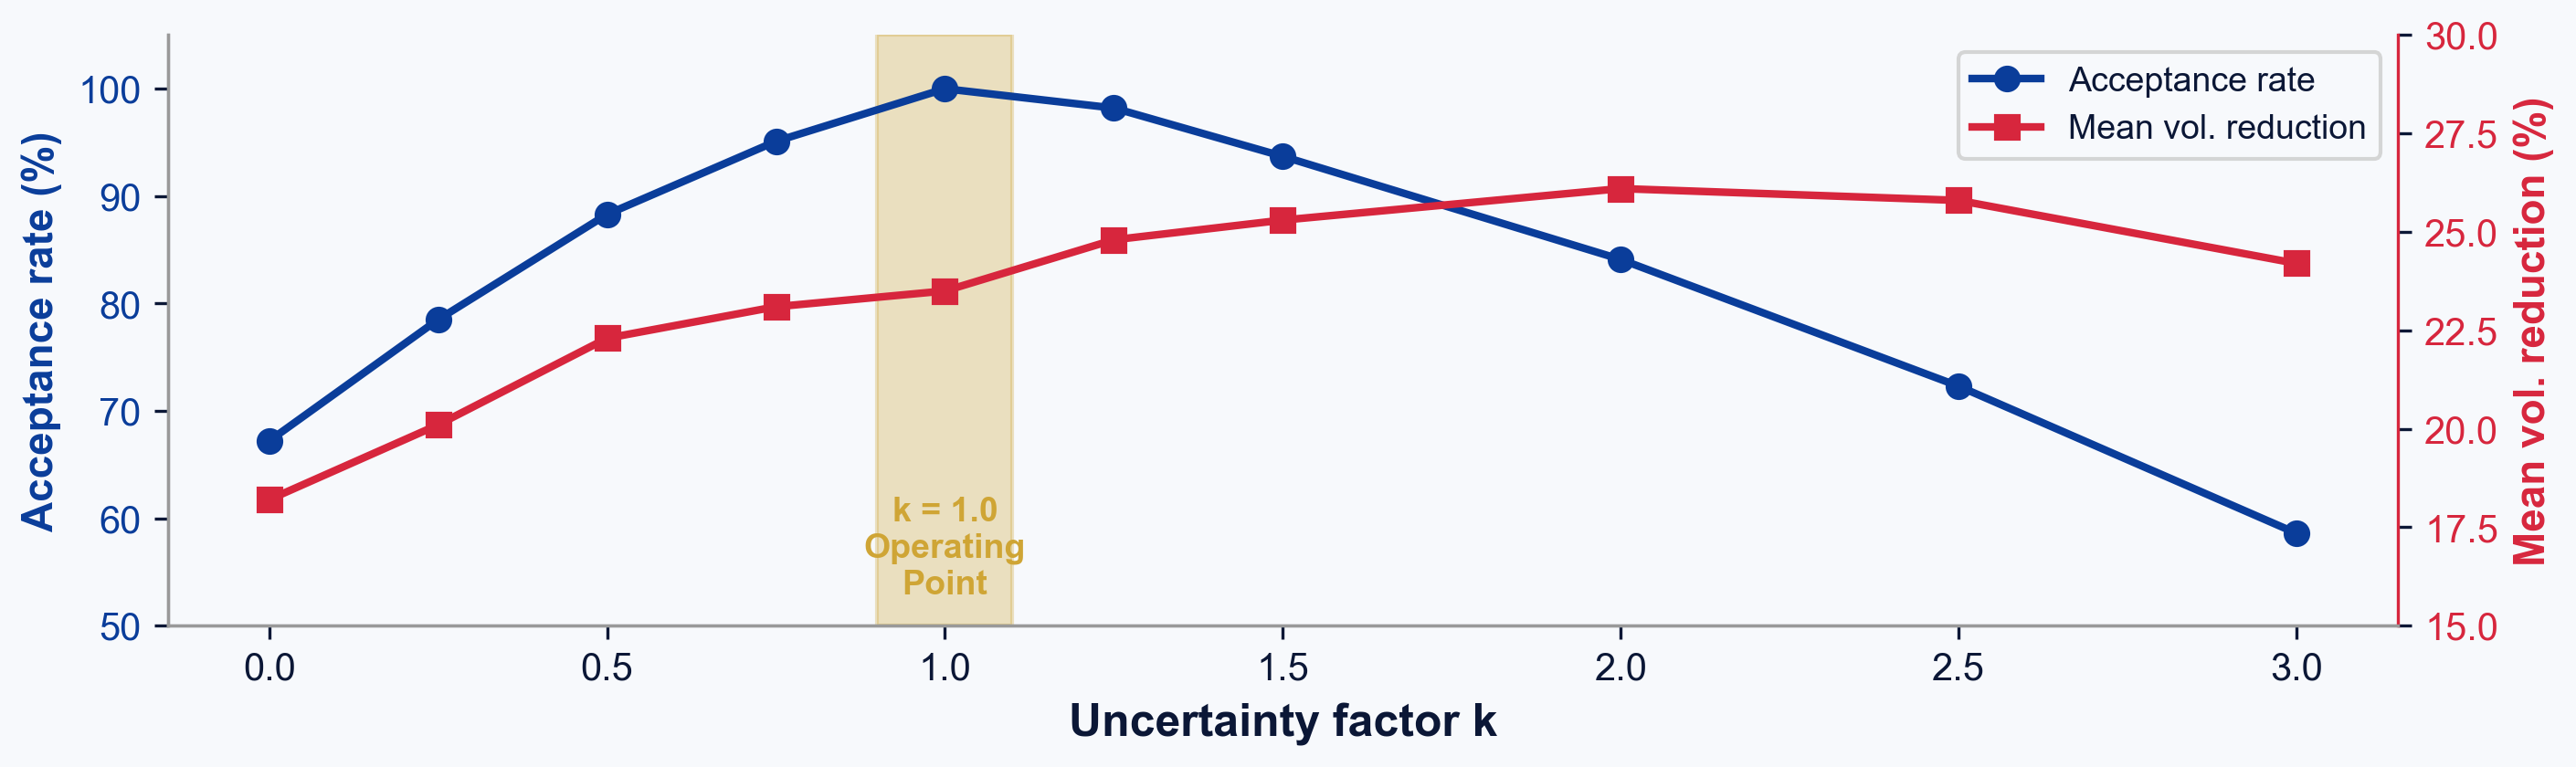 Acceptance rate (%)
100
90
80
70
60
50
Acceptance rate
Mean vol. reduction
k = 1.0
Operating
Point
30.0
27.5
25.0
22.5
20.0
17.5
15.0
Mean vol. reduction (%)
0.0 0.5 1.0 1.5 2.0 2.5 3.0
Uncertainty factor k